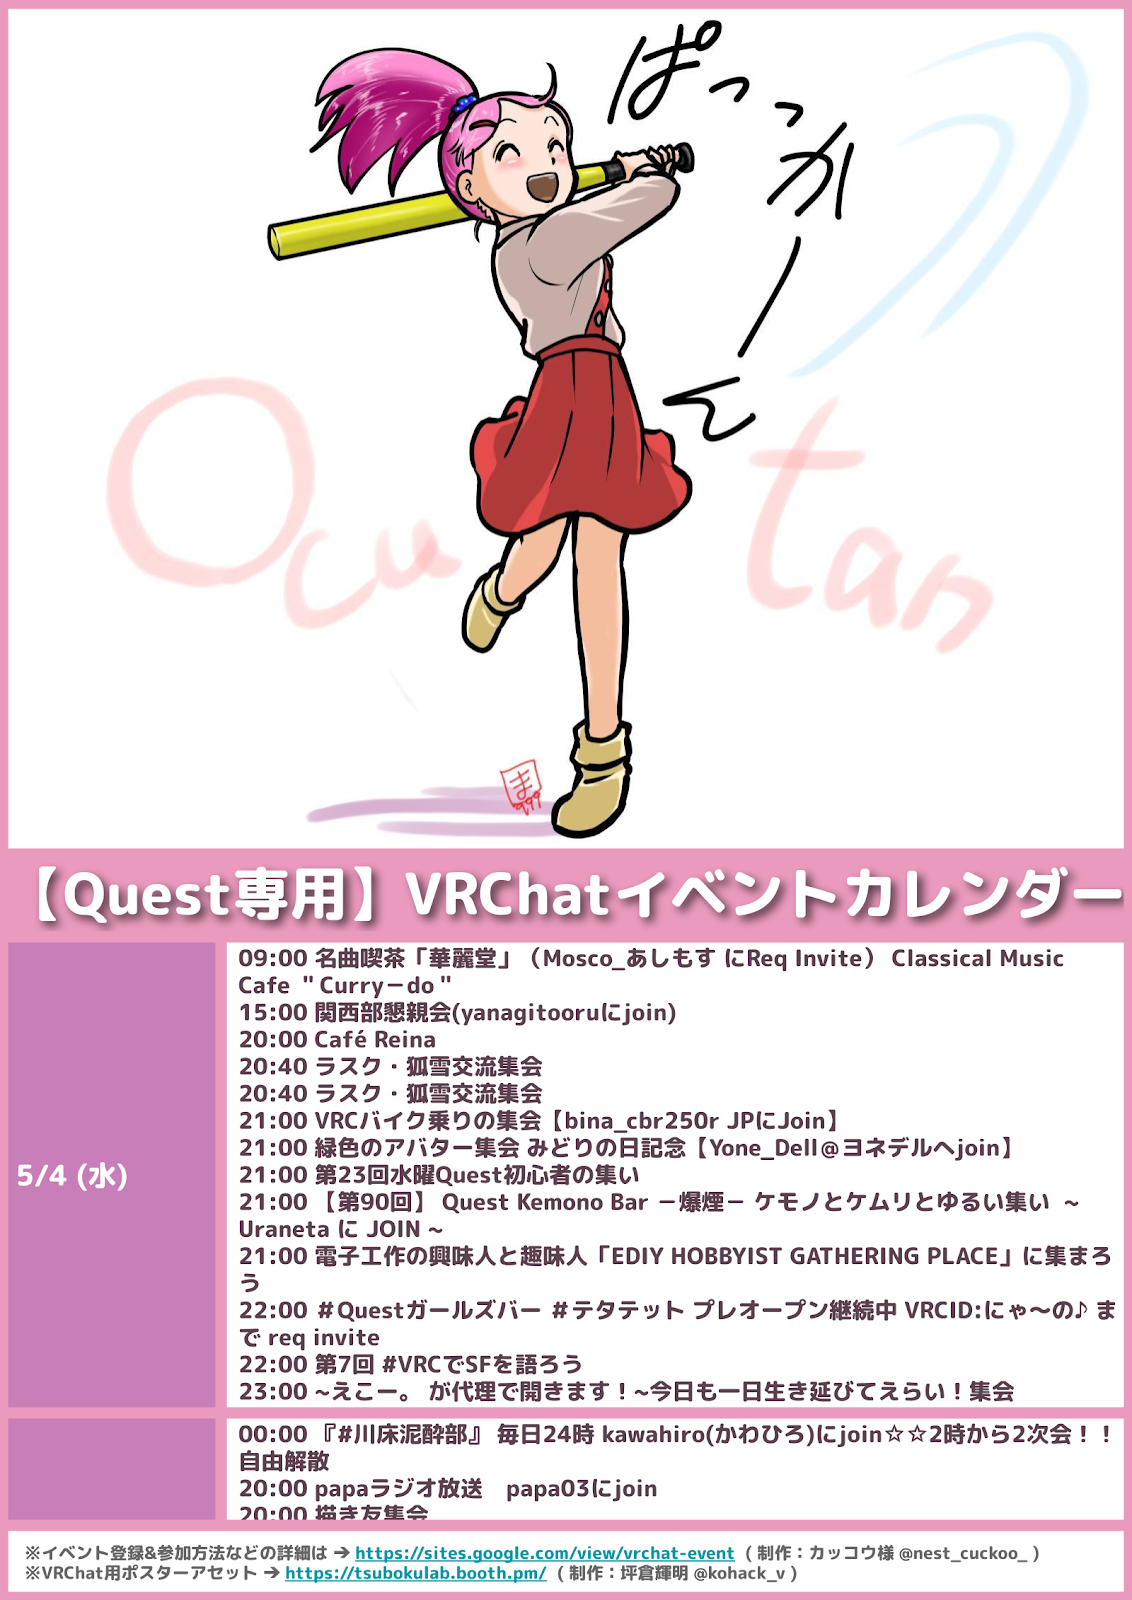 ぱっっかーん
Ocu tan
ま
999
【Quest専用】VRChatイベントカレンダー
5/4 (水)
09:00 名曲喫茶「華麗堂」（Mosco_あしもす にReq Invite） Classical Music
Cafe ＂Curry－do＂
15:00 関西部懇親会(yanagitooruにjoin)
20:00 Café Reina
20:40 ラスク・狐雪交流集会
20:40 ラスク・狐雪交流集会
21:00 VRCバイク乗りの集会【bina_cbr250r JPにJoin】
21:00 緑色のアバター集会 みどりの日記念【Yone_Dell＠ヨネデルへjoin】
21:00 第23回水曜Quest初心者の集い
21:00 【第90回】 Quest Kemono Bar －爆煙－ ケモノとケムリとゆるい集い ～
Uraneta に JOIN ~
21:00 電子工作の興味人と趣味人「EDIY HOBBYIST GATHERING PLACE」に集まろ
う
22:00 ＃Questガールズバー ＃テタテット プレオープン継続中 VRCID:にゃ～の♪ ま
で req invite
22:00 第7回 #VRCでSFを語ろう
23:00 ~えこー。 が代理で開きます！~今日も一日生き延びてえらい！集会
00:00 『#川床泥酔部』 毎日24時 kawahiro(かわひろ)にjoin☆☆2時から2次会！！
自由解散
20:00 papaラジオ放送　papa03にjoin
20:00 描き友集会
※イベント登録&参加方法などの詳細は ➔ https://sites.google.com/view/vrchat-event （ 制作：カッコウ様 @nest_cuckoo_ ）
※VRChat用ポスターアセット ➔ https://tsubokulab.booth.pm/ （ 制作：坪倉輝明 @kohack_v ）